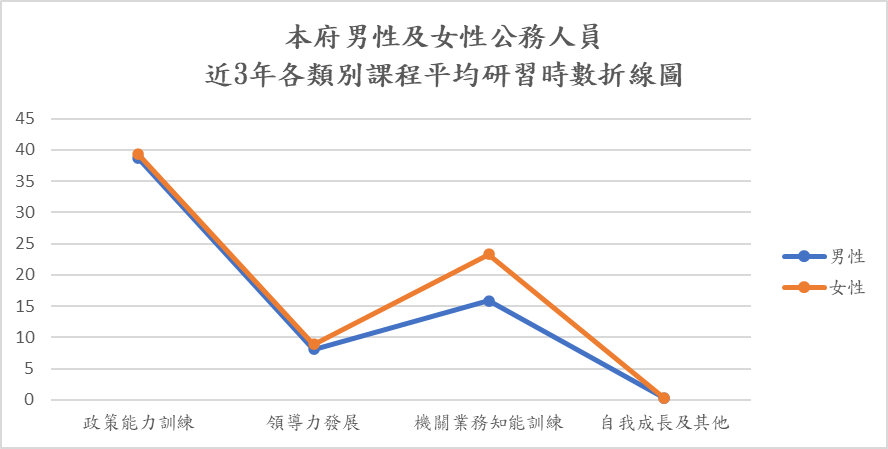 本府男性及女性公務人員
近3年各類別課程平均研習時數折線圖
45
40
35
30
25
20
15
10
5
0
政策能力訓練
領導力發展
機關業務知能訓練
自我成長及其他
男性
女性